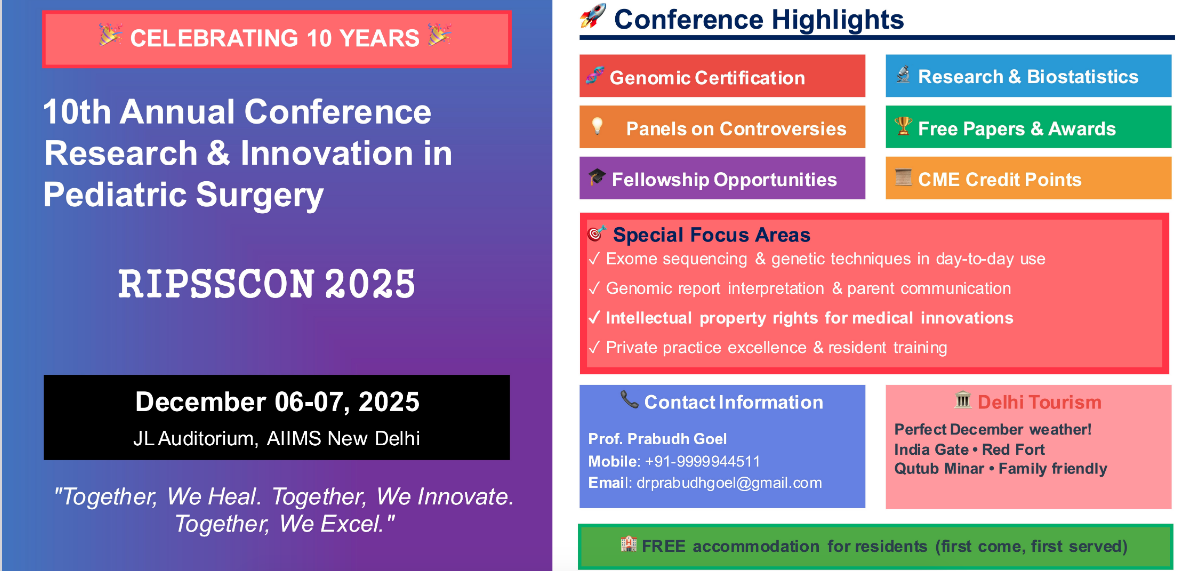 CELEBRATING 10 YEARS
10th Annual Conference
Research & Innovation in
Pediatric Surgery
RIPSSCON 2025
December 06-07, 2025
JL Auditorium, AIIMS New Delhi
"Together, We Heal. Together, We Innovate.
Together, We Excel."
Conference Highlights
Genomic Certification
Research & Biostatistics
Panels on Controversies
Free Papers & Awards
Fellowship Opportunities
CME Credit Points
Special Focus Areas
✓ Exome sequencing & genetic techniques in day-to-day use
✓ Genomic report interpretation & parent communication
✓ Intellectual property rights for medical innovations
✓ Private practice excellence & resident training
Contact Information
Prof. Prabudh Goel
Mobile: +91-9999944511
Email: drprabudhgoel@gmail.com
Delhi Tourism
Perfect December weather!
India Gate • Red Fort
Qutub Minar • Family friendly
FREE accommodation for residents (first come, first served)